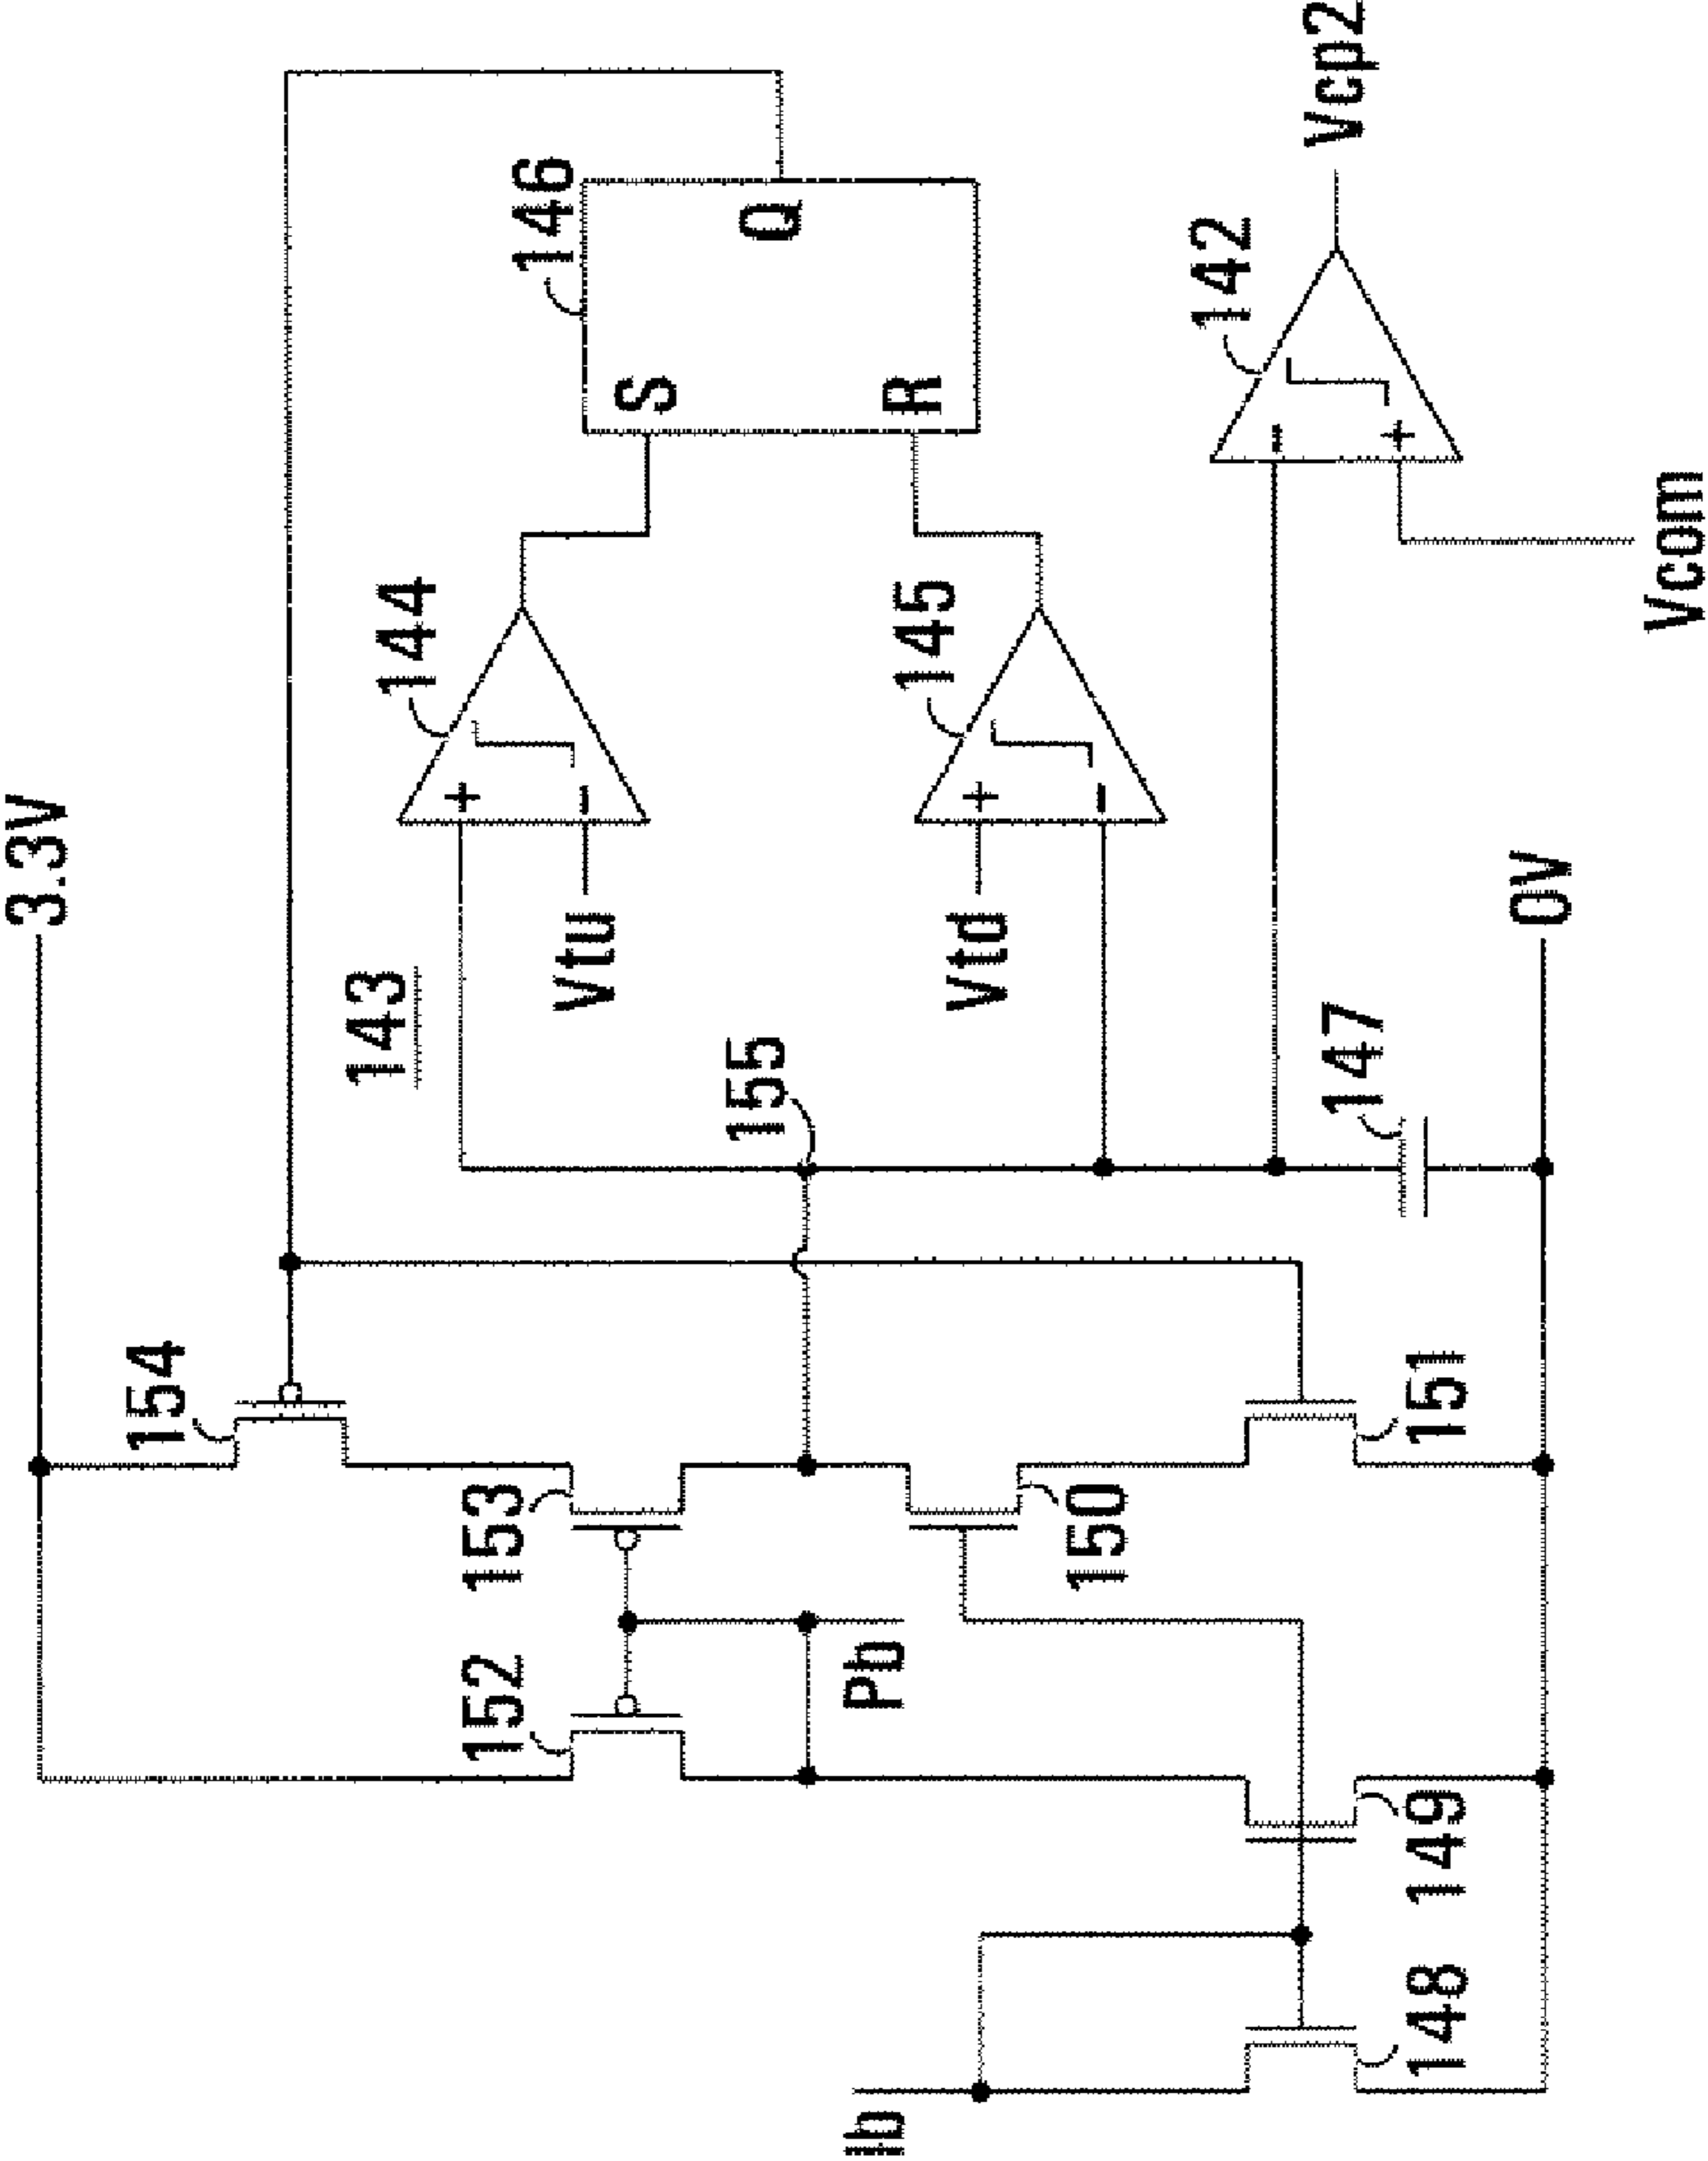 3.3V
154
143
144
146
S
Q
R
+
-
Vtu
152
153
155
145
+
-
Vtd
Ib
Pb
150
142
Vcp2
-
+
148
149
151
147
0V
Vcom